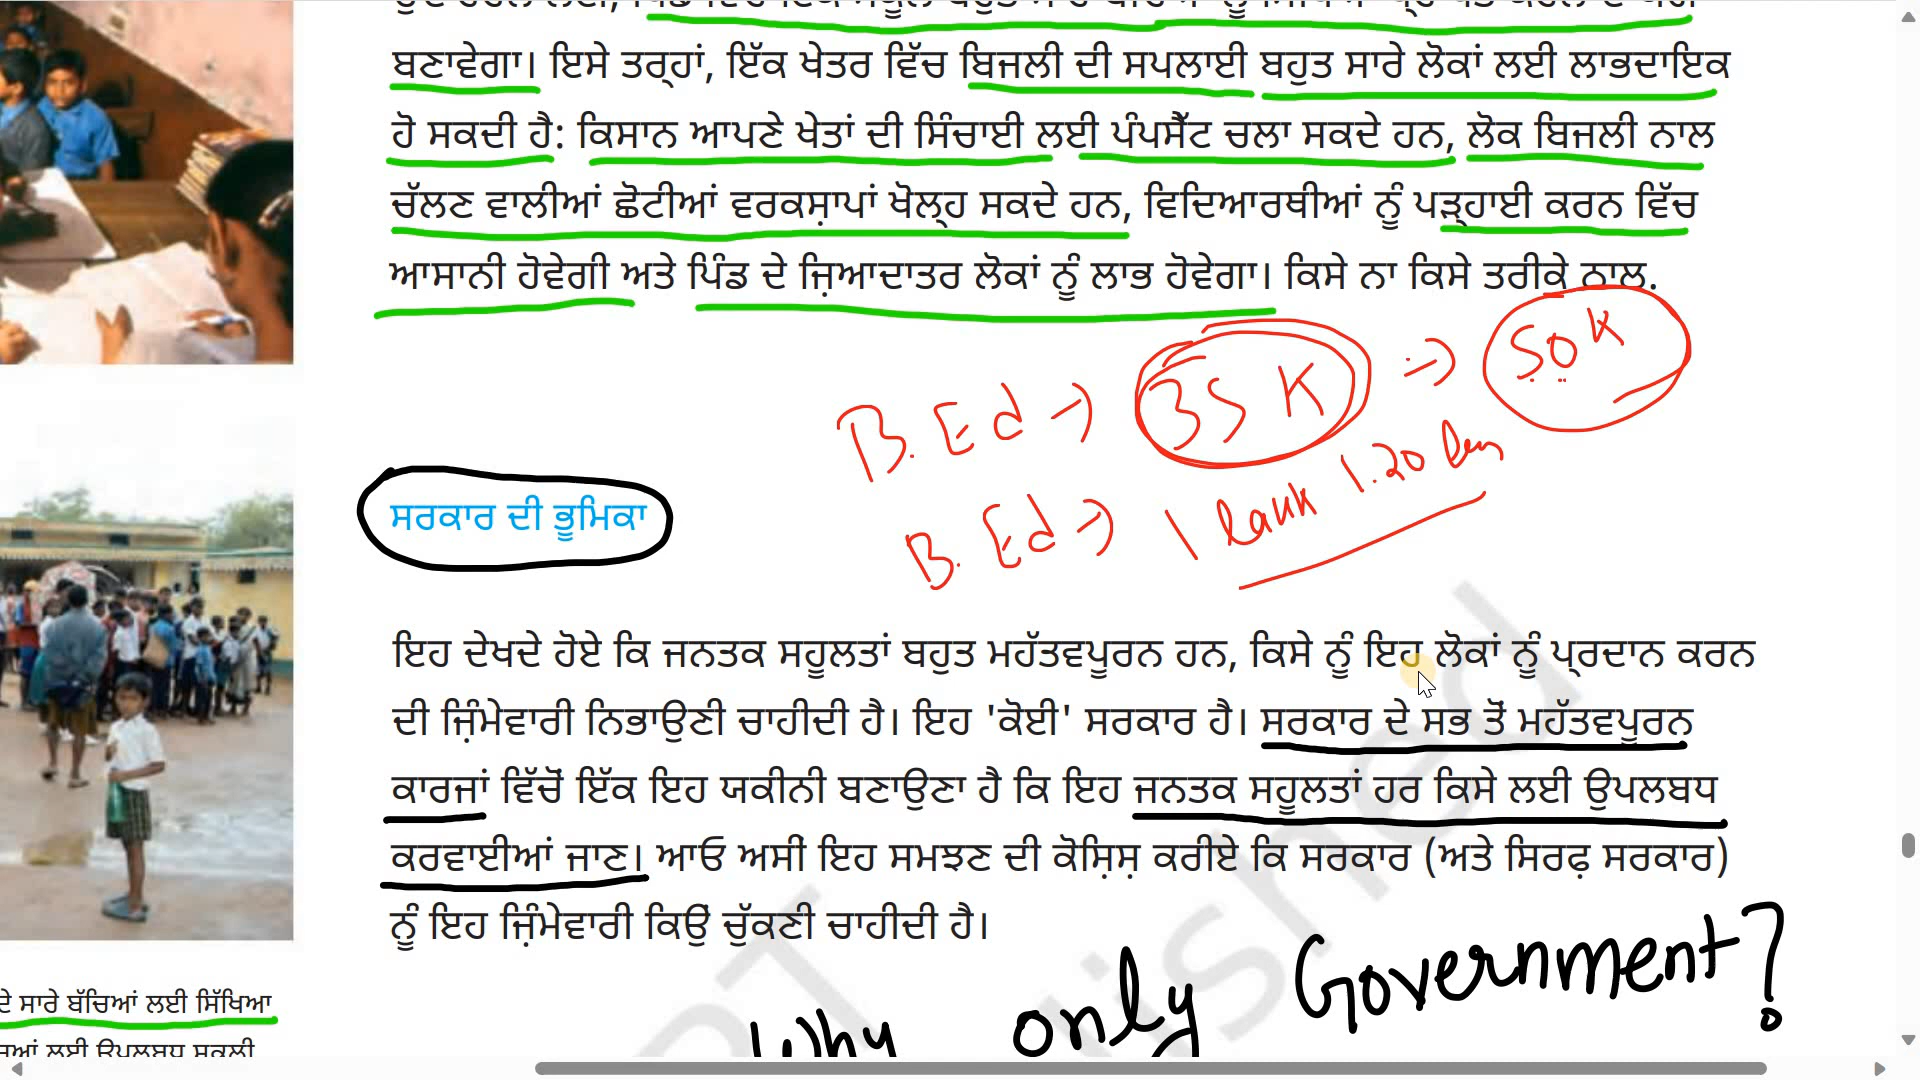 ਬਣਾਵੇਗਾ। ਇਸੇ ਤਰ੍ਹਾਂ, ਇੱਕ ਖੇਤਰ ਵਿੱਚ ਬਿਜਲੀ ਦੀ ਸਪਲਾਈ ਬਹੁਤ ਸਾਰੇ ਲੋਕਾਂ ਲਈ ਲਾਭਦਾਇਕ
ਹੋ ਸਕਦੀ ਹੈ: ਕਿਸਾਨ ਆਪਣੇ ਖੇਤਾਂ ਦੀ ਸਿੰਚਾਈ ਲਈ ਪੰਪਸੈੱਟ ਚਲਾ ਸਕਦੇ ਹਨ, ਲੋਕ ਬਿਜਲੀ ਨਾਲ
ਚੱਲਣ ਵਾਲੀਆਂ ਛੋਟੀਆਂ ਵਰਕਸ਼ਾਪਾਂ ਖੋਲ੍ਹ ਸਕਦੇ ਹਨ, ਵਿਦਿਆਰਥੀਆਂ ਨੂੰ ਪੜ੍ਹਾਈ ਕਰਨ ਵਿੱਚ
ਆਸਾਨੀ ਹੋਵੇਗੀ ਅਤੇ ਪਿੰਡ ਦੇ ਜ਼ਿਆਦਾਤਰ ਲੋਕਾਂ ਨੂੰ ਲਾਭ ਹੋਵੇਗਾ। ਕਿਸੇ ਨਾ ਕਿਸੇ ਤਰੀਕੇ ਨਾਲ.
B.Ed → 35 K ⇒ 50 K
B.Ed → 1 lakh 1.20
ਸਰਕਾਰ ਦੀ ਭੂਮਿਕਾ
ਇਹ ਦੇਖਦੇ ਹੋਏ ਕਿ ਜਨਤਕ ਸਹੂਲਤਾਂ ਬਹੁਤ ਮਹੱਤਵਪੂਰਨ ਹਨ, ਕਿਸੇ ਨੂੰ ਇਹ ਲੋਕਾਂ ਨੂੰ ਪ੍ਰਦਾਨ ਕਰਨ
ਦੀ ਜ਼ਿੰਮੇਵਾਰੀ ਨਿਭਾਉਣੀ ਚਾਹੀਦੀ ਹੈ। ਇਹ 'ਕੋਈ' ਸਰਕਾਰ ਹੈ। ਸਰਕਾਰ ਦੇ ਸਭ ਤੋਂ ਮਹੱਤਵਪੂਰਨ
ਕਾਰਜਾਂ ਵਿੱਚੋਂ ਇੱਕ ਇਹ ਯਕੀਨੀ ਬਣਾਉਣਾ ਹੈ ਕਿ ਇਹ ਜਨਤਕ ਸਹੂਲਤਾਂ ਹਰ ਕਿਸੇ ਲਈ ਉਪਲਬਧ
ਕਰਵਾਈਆਂ ਜਾਣ। ਆਓ ਅਸੀਂ ਇਹ ਸਮਝਣ ਦੀ ਕੋਸ਼ਿਸ਼ ਕਰੀਏ ਕਿ ਸਰਕਾਰ (ਅਤੇ ਸਿਰਫ਼ ਸਰਕਾਰ)
ਨੂੰ ਇਹ ਜ਼ਿੰਮੇਵਾਰੀ ਕਿਉਂ ਚੁੱਕਣੀ ਚਾਹੀਦੀ ਹੈ।
Why only Government?
ਦੇ ਸਾਰੇ ਬੱਚਿਆਂ ਲਈ ਸਿੱਖਿਆ
ਲਈ ਉਪਲਬਧ ਸਕੂਲੀ